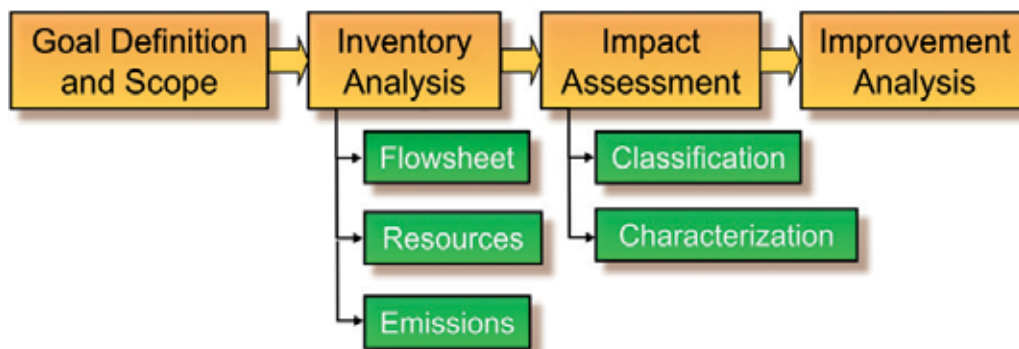 Goal Definition
and Scope
Inventory
Analysis
Impact
Assessment
Improvement
Analysis
Flowsheet
Resources
Emissions
Classification
Characterization